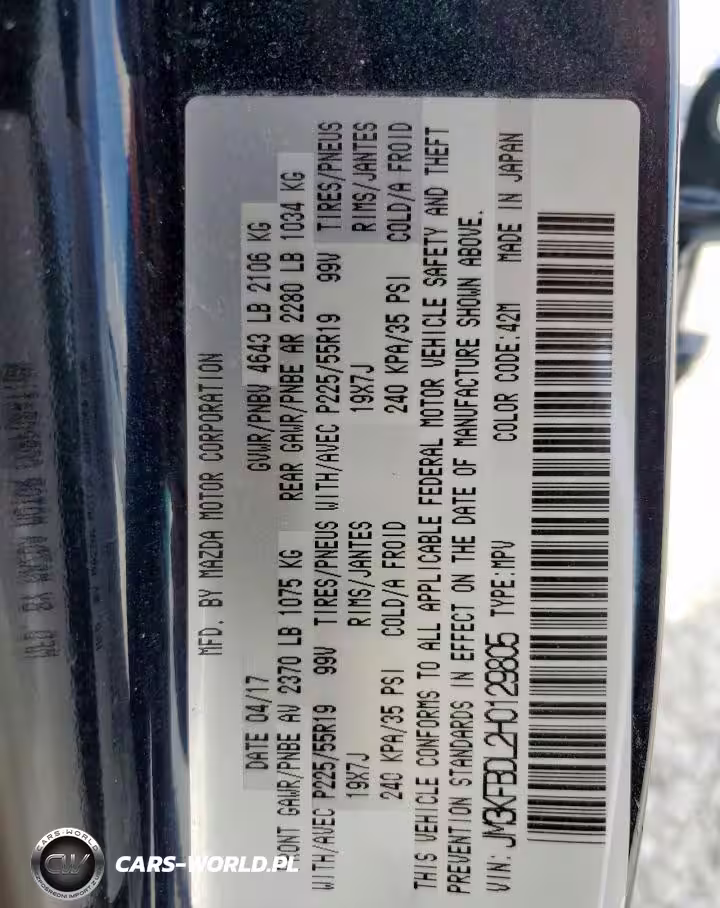 MFD. BY MAZDA MOTOR CORPORATION
DATE 04/17 GVWR/PNBV 4643 LB 2106 KG
FRONT GAWR/PNBE AV 2370 LB 1075 KG REAR GAWR/PNBE AR 2280 LB 1034 KG
WITH/AVEC P225/55R19 99V TIRES/PNEUS WITH/AVEC P225/55R19 99V TIRES/PNEUS
19X7J RIMS/JANTES 19X7J RIMS/JANTES
240 KPA/35 PSI COLD/A FROID 240 KPA/35 PSI COLD/A FROID
THIS VEHICLE CONFORMS TO ALL APPLICABLE FEDERAL MOTOR VEHICLE SAFETY AND THEFT
PREVENTION STANDARDS IN EFFECT ON THE DATE OF MANUFACTURE SHOWN ABOVE.
VIN: JM3KFBDL2H0129805 TYPE:MPV COLOR CODE:42M MADE IN JAPAN
CW
CARS-WORLD.PL